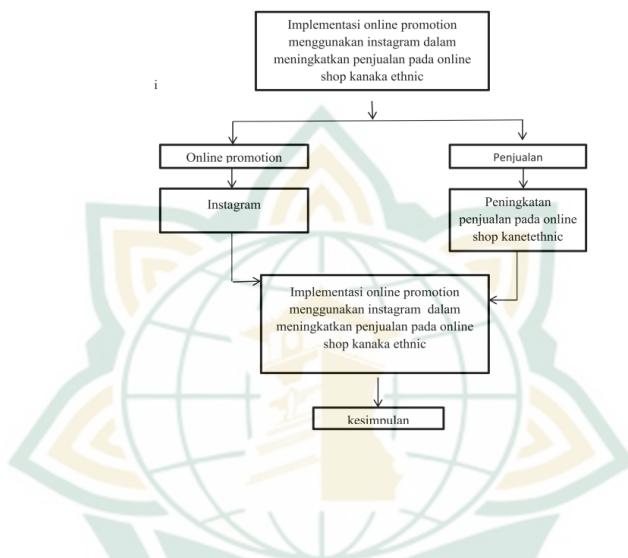 Implementasi online promotion
menggunakan instagram dalam
meningkatkan penjualan pada online
shop kanaka ethnic
i
Online promotion
Penjualan
Instagram
Peningkatan
penjualan pada online
shop kanetethnic
Implementasi online promotion
menggunakan instagram dalam
meningkatkan penjualan pada online
shop kanaka ethnic
kesimpulan